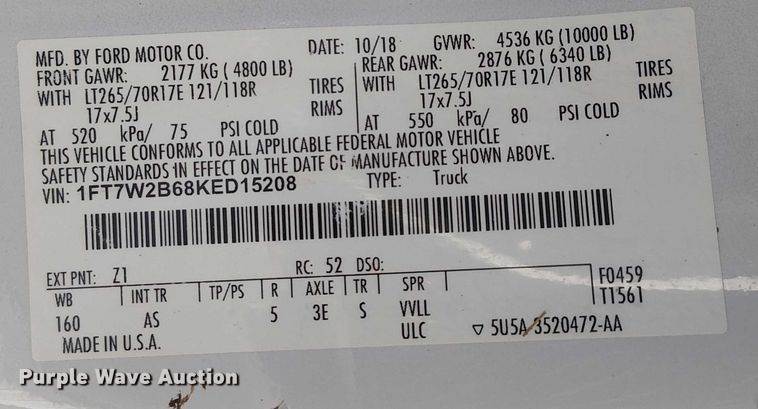 MFD. BY FORD MOTOR CO. DATE: 10/18 GVWR: 4536 KG (10000 LB)
FRONT GAWR: 2177 KG ( 4800 LB) REAR GAWR: 2876 KG ( 6340 LB)
WITH LT265/70R17E 121/118R TIRES WITH LT265/70R17E 121/118R TIRES
17x7.5J RIMS 17x7.5J RIMS
AT 520 kPa/ 75 PSI COLD AT 550 kPa/ 80 PSI COLD
THIS VEHICLE CONFORMS TO ALL APPLICABLE FEDERAL MOTOR VEHICLE
SAFETY STANDARDS IN EFFECT ON THE DATE OF MANUFACTURE SHOWN ABOVE.
VIN: 1FT7W2B68KED15208 TYPE: Truck
EXT PNT: Z1 RC: 52 DSO: F0459
WB INT TR TP/PS R AXLE TR SPR T1561
160 AS 5 3E S VVLL
MADE IN U.S.A. ULC ▽ 5U5A-3520472-AA
Purple Wave Auction